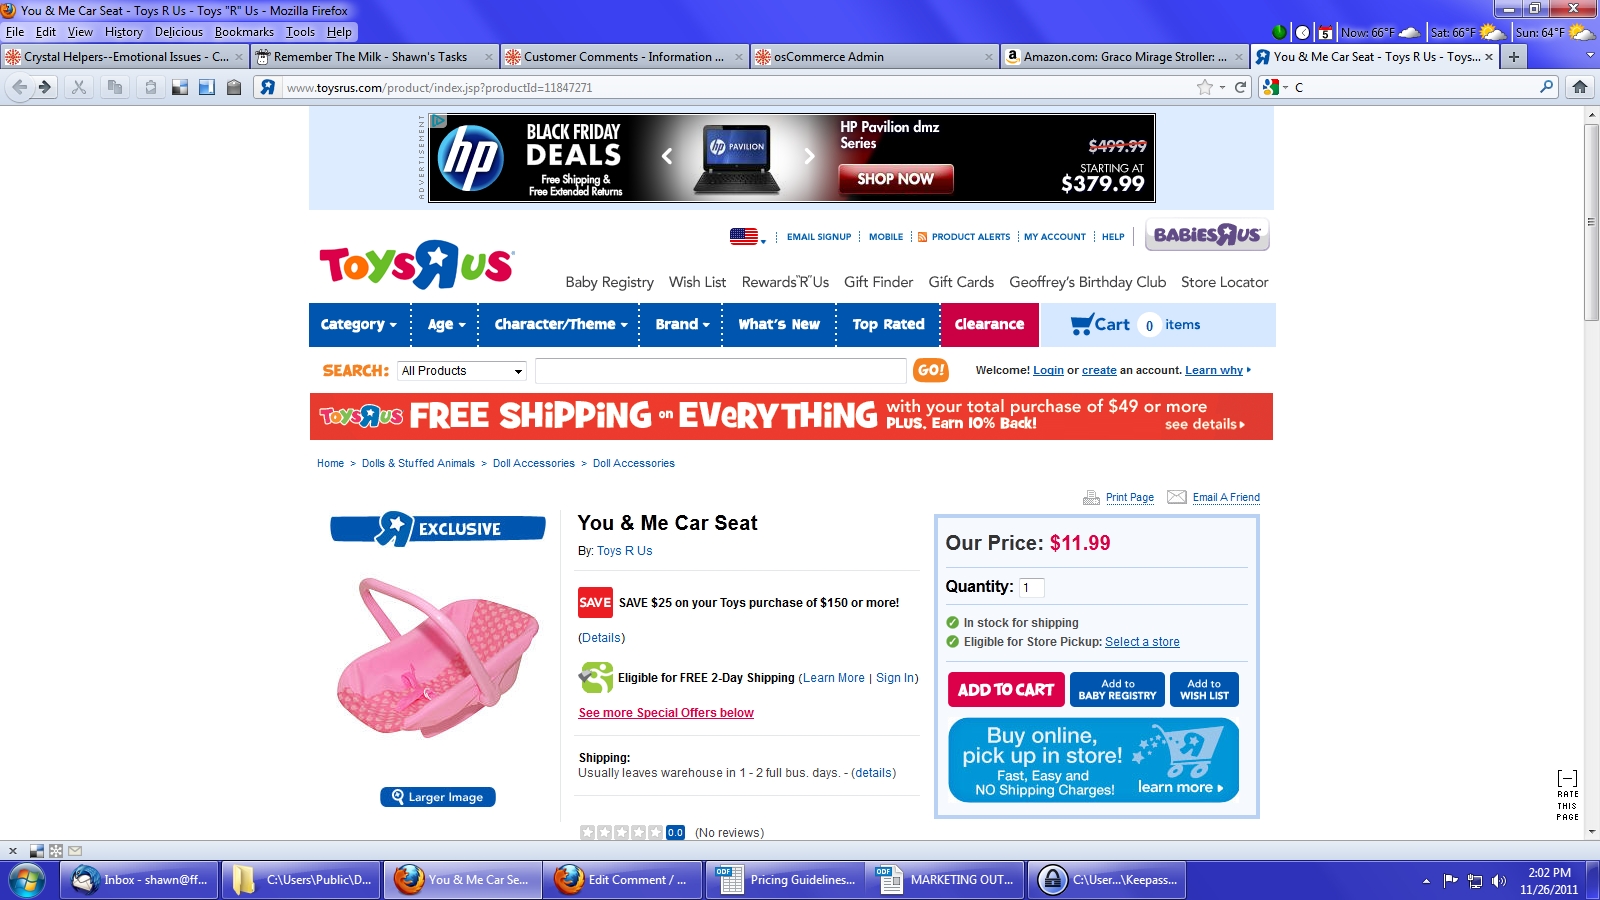 You & Me Car Seat - Toys R Us - Toys "R" Us - Mozilla Firefox
File Edit View History Delicious Bookmarks Tools Help
5 Now: 66°F Sat: 66°F Sun: 64°F
Crystal Helpers--Emotional Issues - C... Remember The Milk - Shawn's Tasks Customer Comments - Information ... osCommerce Admin Amazon.com: Graco Mirage Stroller: ... You & Me Car Seat - Toys R Us - Toys...
www.toysrus.com/product/index.jsp?productId=11847271 C
ADVERTISEMENT
hp
BLACK FRIDAY
DEALS
Free Shipping &
Free Extended Returns
hp PAVILION
HP Pavilion dmz
Series
SHOP NOW
$499.99
STARTING AT
$379.99
EMAIL SIGNUP MOBILE PRODUCT ALERTS MY ACCOUNT HELP BABIESRUS
TOYSRUS
Baby Registry Wish List Rewards"R"Us Gift Finder Gift Cards Geoffrey's Birthday Club Store Locator
Category Age Character/Theme Brand What's New Top Rated Clearance Cart 0 items
SEARCH: All Products GO! Welcome! Login or create an account. Learn why
TOYSRUS FREE SHIPPING on EVERYTHING with your total purchase of $49 or more
PLUS, Earn 10% Back!
see details
Home > Dolls & Stuffed Animals > Doll Accessories > Doll Accessories
Print Page Email A Friend
EXCLUSIVE
Larger Image
You & Me Car Seat
By: Toys R Us
SAVE SAVE $25 on your Toys purchase of $150 or more!
(Details)
Eligible for FREE 2-Day Shipping (Learn More | Sign In)
See more Special Offers below
Shipping:
Usually leaves warehouse in 1 - 2 full bus. days. - (details)
0.0 (No reviews)
Our Price: $11.99
Quantity: 1
In stock for shipping
Eligible for Store Pickup: Select a store
ADD TO CART
Add to
BABY REGISTRY
Add to
WISH LIST
Buy online,
pick up in store!
Fast, Easy and
NO Shipping Charges!
learn more
[-]
RATE
THIS
PAGE
x
Inbox - shawn@ff... C:\Users\Public\D... You & Me Car Se... Edit Comment / ... ODF Pricing Guidelines... ODF MARKETING OUT... C:\User...\Keepass...
2:02 PM
11/26/2011